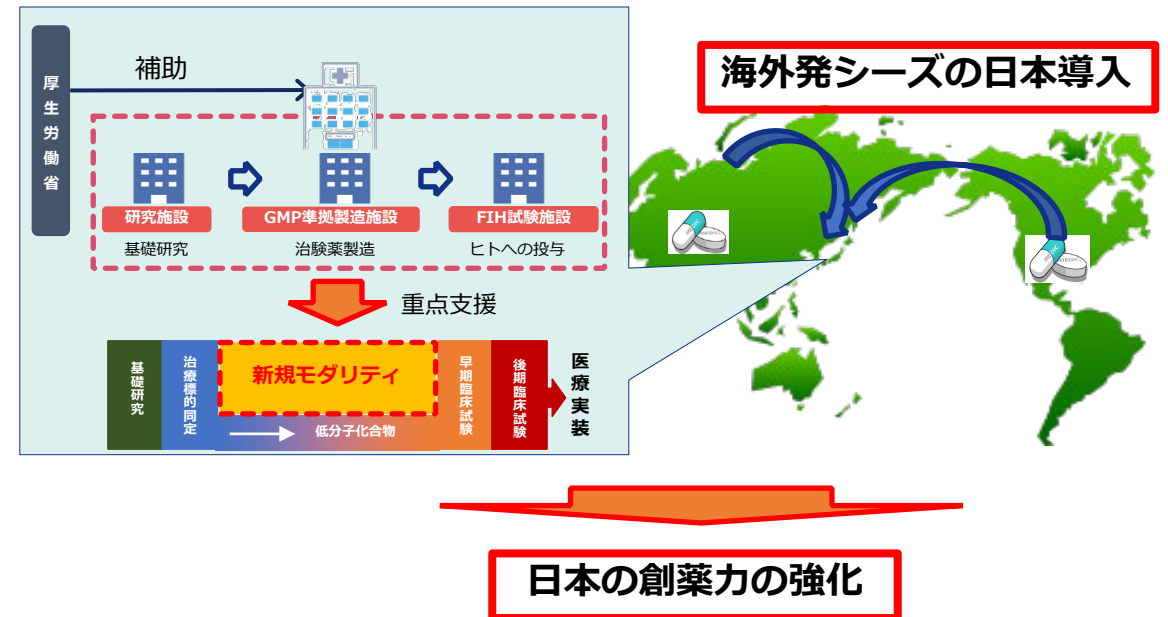 厚生労働省
補助
海外発シーズの日本導入
研究施設
GMP準拠製造施設
FIH試験施設
基礎研究
治験薬製造
ヒトへの投与
重点支援
基礎研究
治療標的同定
新規モダリティ
低分子化合物
早期臨床試験
後期臨床試験
医療実装
日本の創薬力の強化